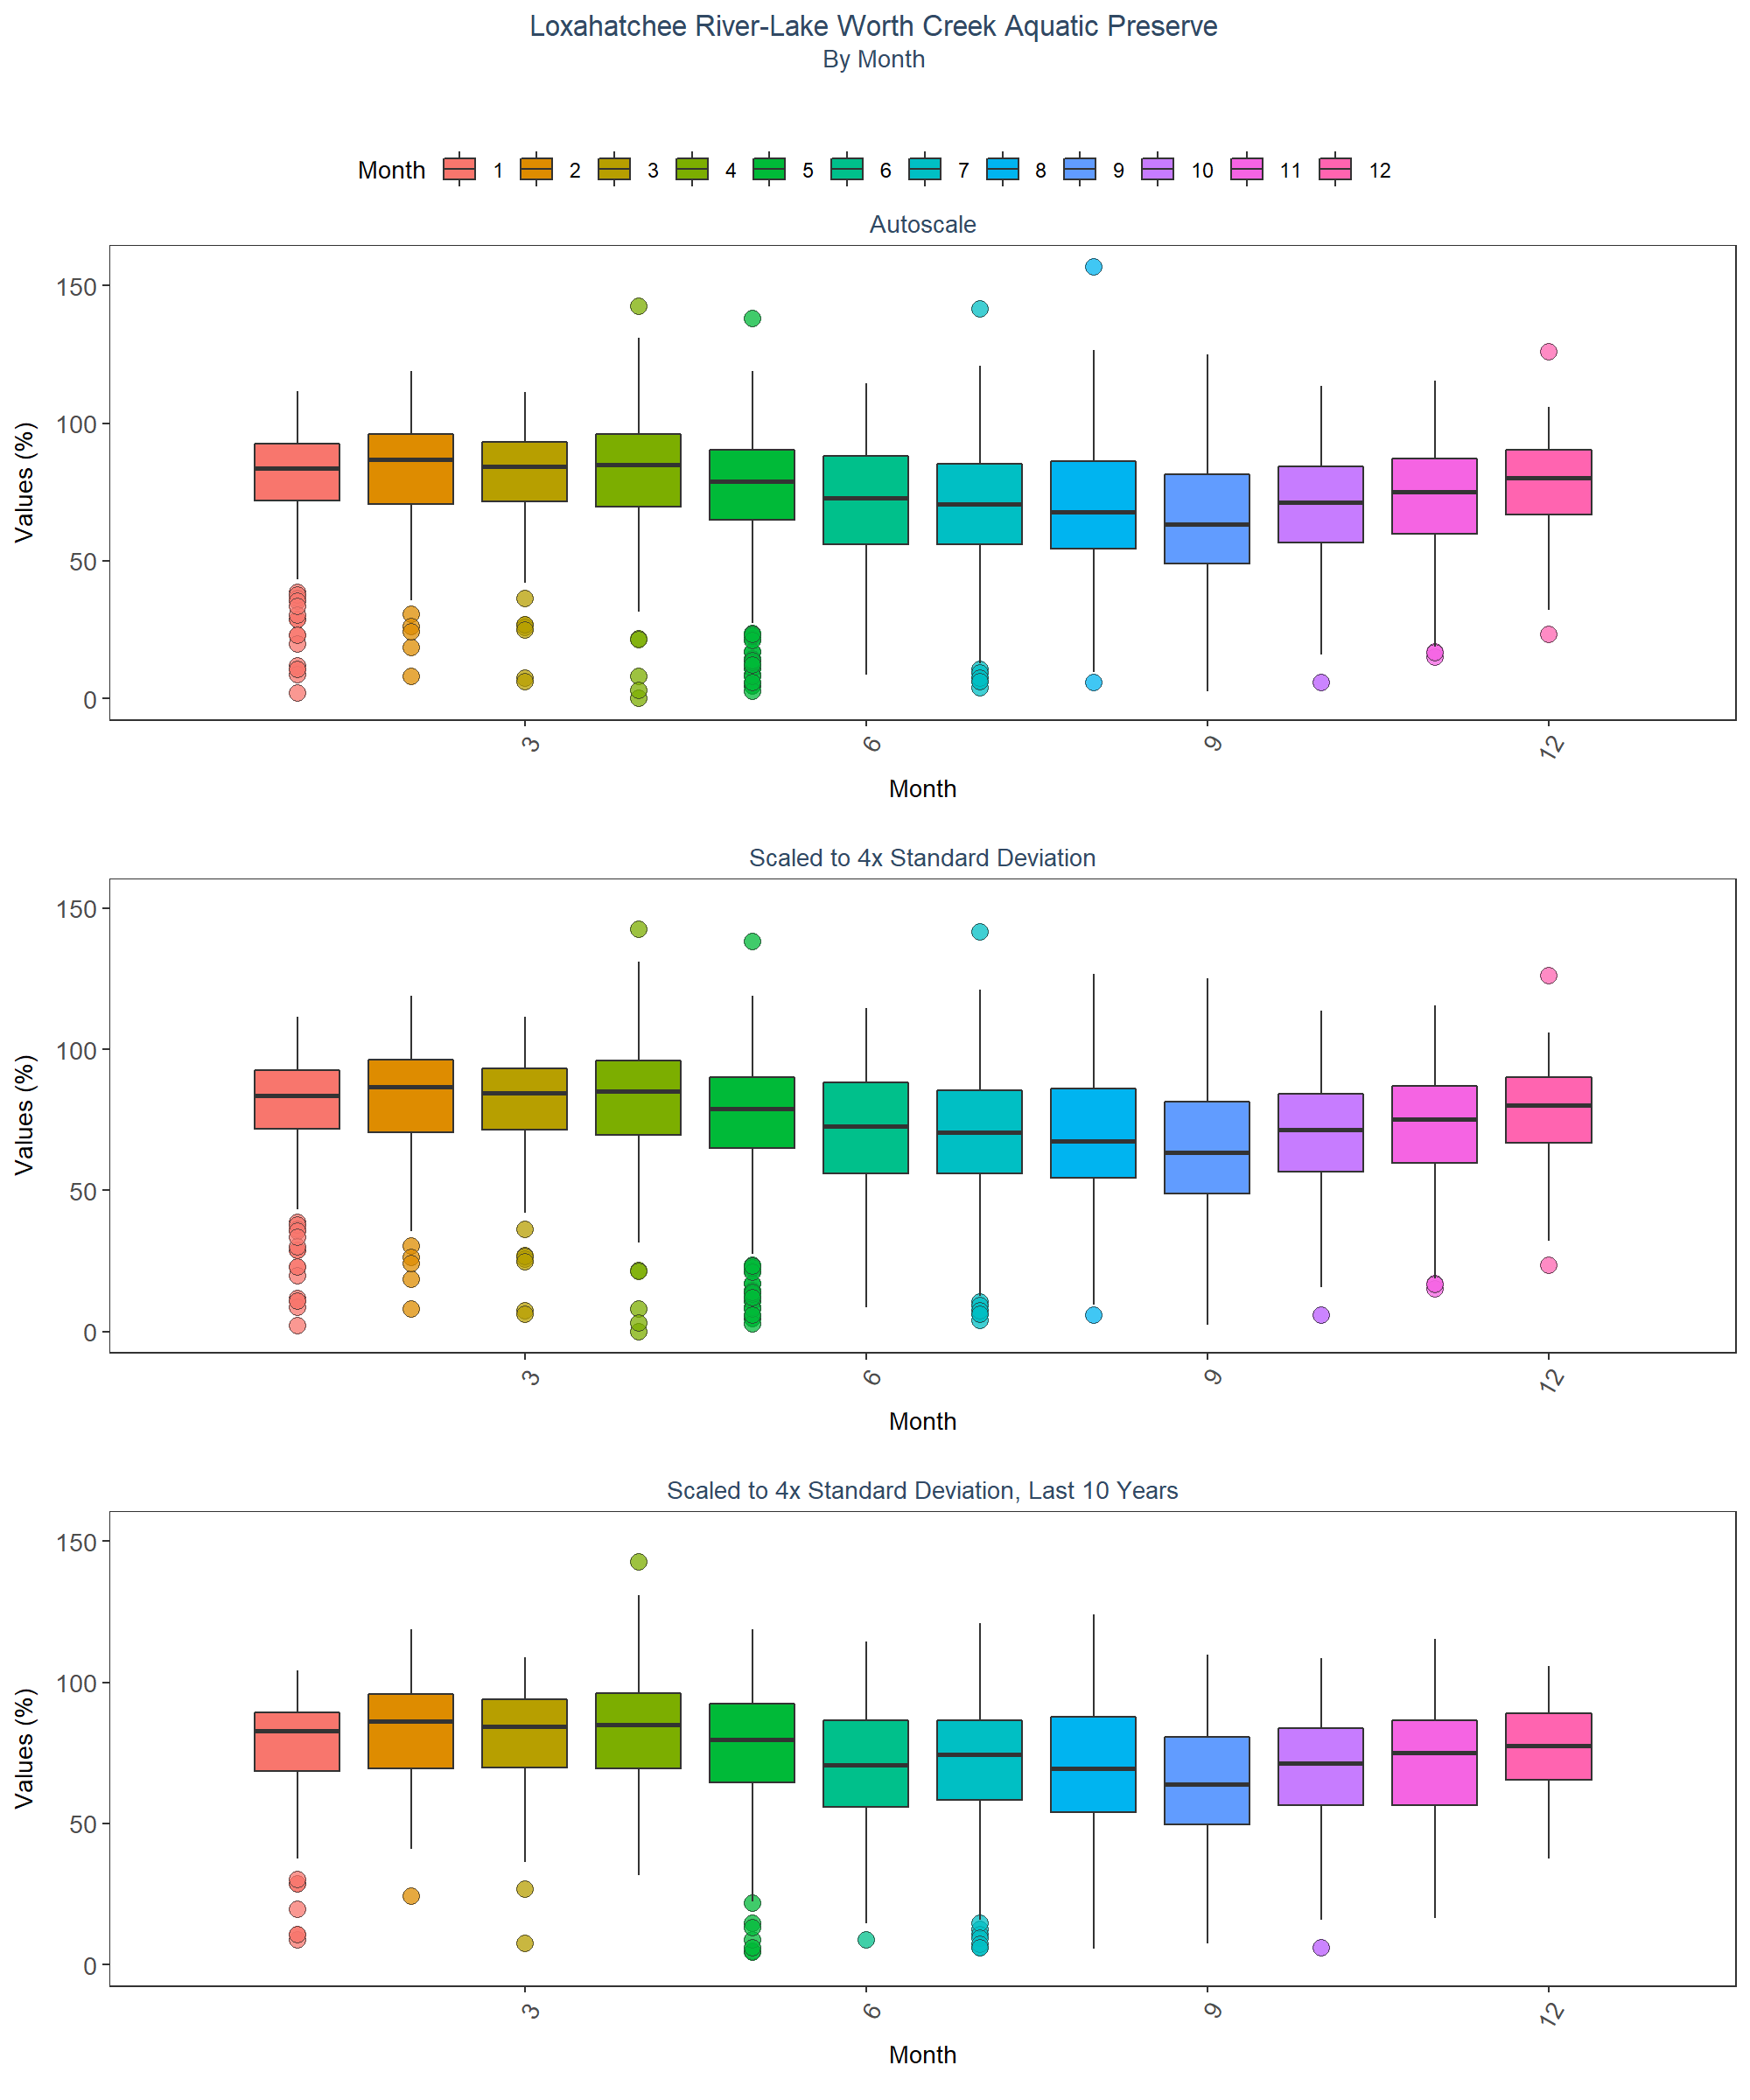 Loxahatchee River-Lake Worth Creek Aquatic Preserve
By Month
Month 1 2 3 4 5 6 7 8 9 10 11 12
Autoscale
Values (%)
150
100
50
0
3 6 9 12
Month
Scaled to 4x Standard Deviation
Values (%)
150
100
50
0
3 6 9 12
Month
Scaled to 4x Standard Deviation, Last 10 Years
Values (%)
150
100
50
0
3 6 9 12
Month